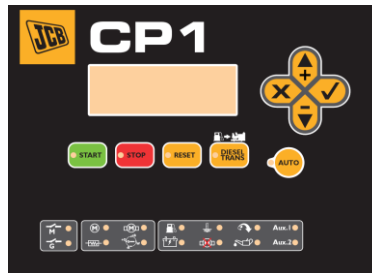 JCB
CP1
+
X
−
START
STOP
RESET
DIESEL
TRANS
AUTO
M
G
M
AUX.1
AUX.2